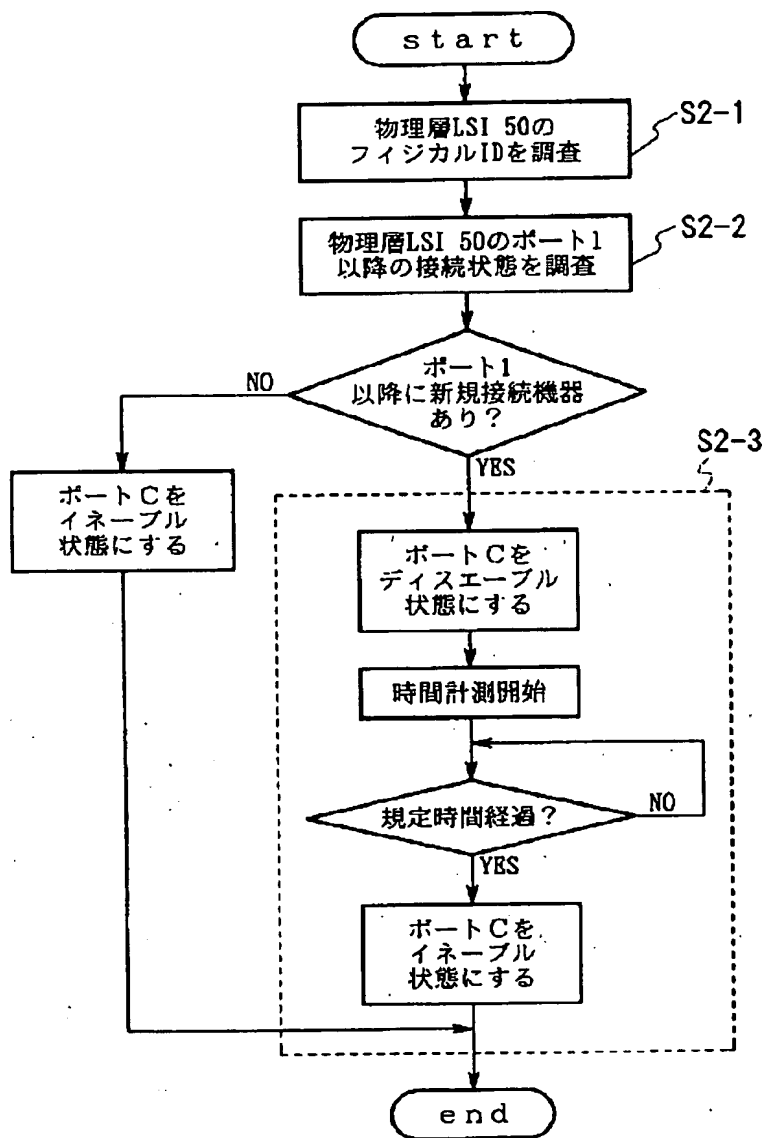 start
物理層LSI 50の
フィジカルIDを調査
S2-1
物理層LSI 50のポート1
以降の接続状態を調査
S2-2
ポート1
以降に新規接続機器
あり?
NO
YES
S2-3
ポートCを
イネーブル
状態にする
ポートCを
ディスエーブル
状態にする
時間計測開始
規定時間経過?
NO
YES
ポートCを
イネーブル
状態にする
end